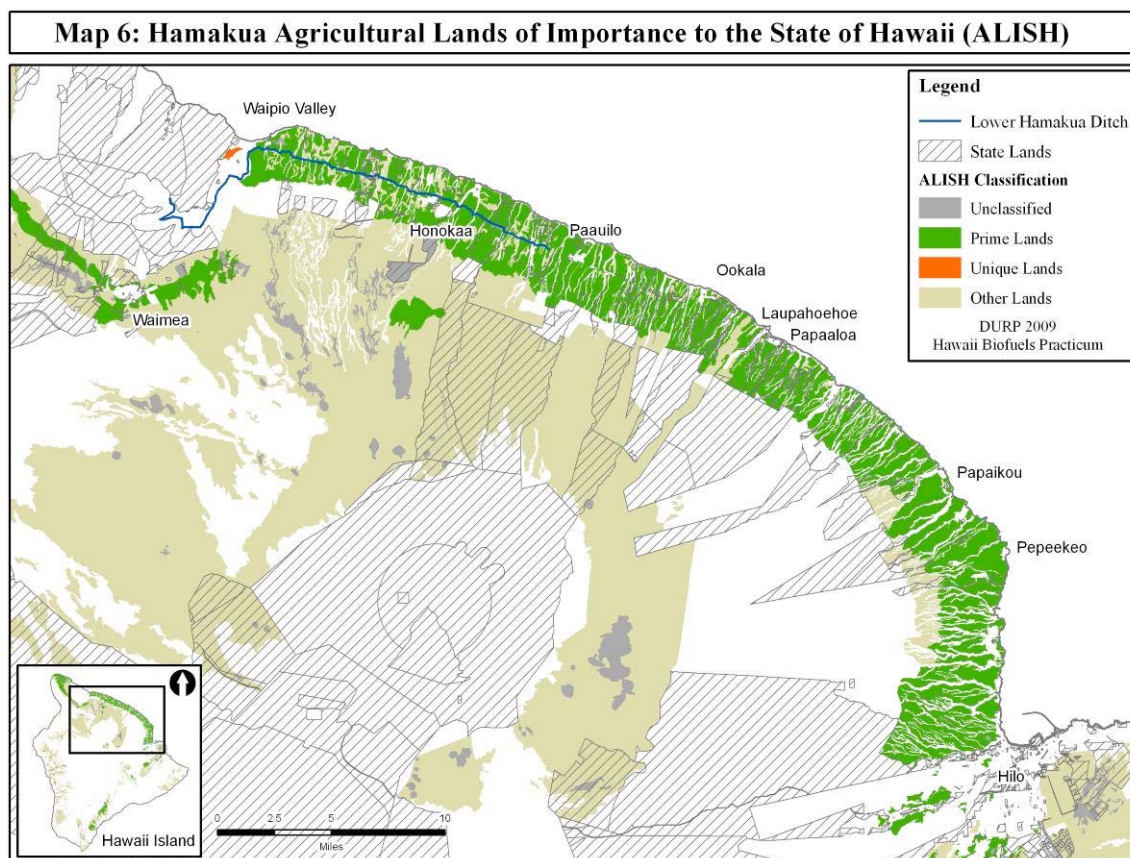 Map 6: Hamakua Agricultural Lands of Importance to the State of Hawaii (ALISH)
Legend
Lower Hamakua Ditch
State Lands
ALISH Classification
Unclassified
Prime Lands
Unique Lands
Other Lands
DURP 2009
Hawaii Biofuels Practicum
Waipio Valley
Honokaa
Paauilo
Ookala
Waimea
Laupahoehoe
Papaaloa
Papaikou
Pepeekeo
Hilo
Hawaii Island
0 2.5 5 10
Miles